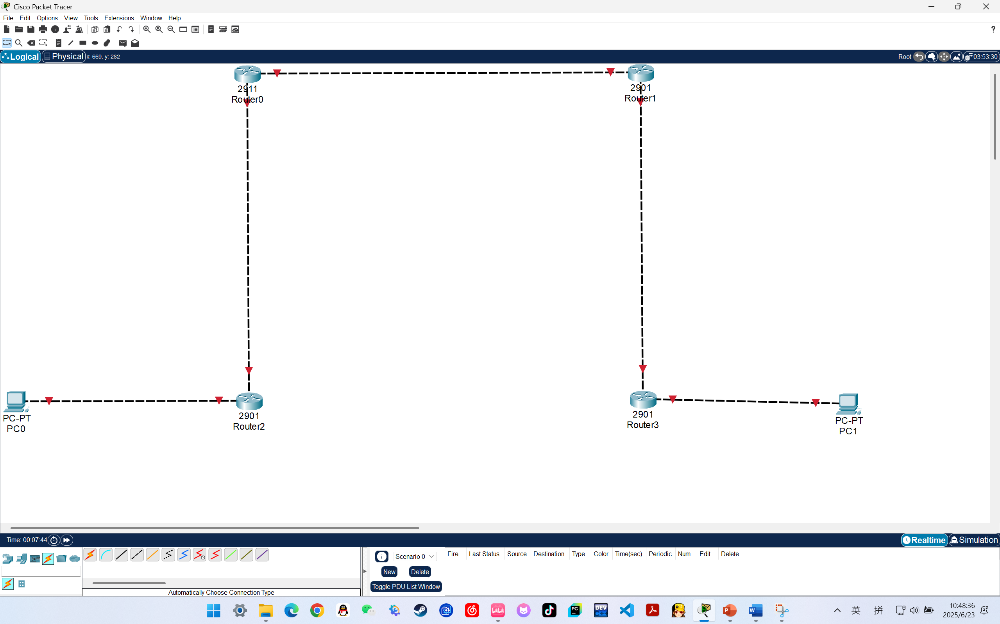 Cisco Packet Tracer
File Edit Options View Tools Extensions Window Help
?
Logical Physical x: 669, y: 282 Root 03:53:30
2911
Router0
2901
Router1
2901
Router2
2901
Router3
PC-PT
PC0
PC-PT
PC1
Time: 00:07:44 Realtime Simulation
Scenario 0
New Delete
Toggle PDU List Window
Fire Last Status Source Destination Type Color Time(sec) Periodic Num Edit Delete
Automatically Choose Connection Type
bilibili
PC
DEV C++
P
W
英 拼
10:48:36
2025/6/23